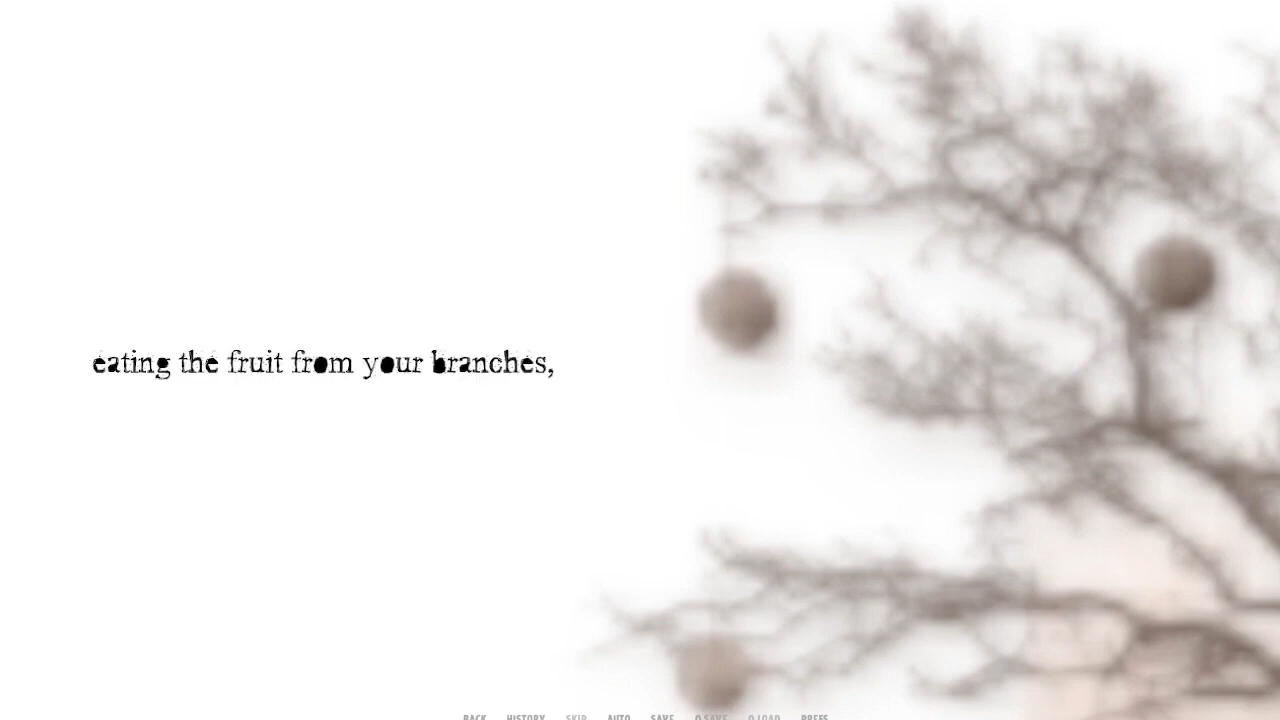 eating the fruit from your branches,
BACK HISTORY SKIP AUTO SAVE Q.SAVE Q.LOAD PREFS